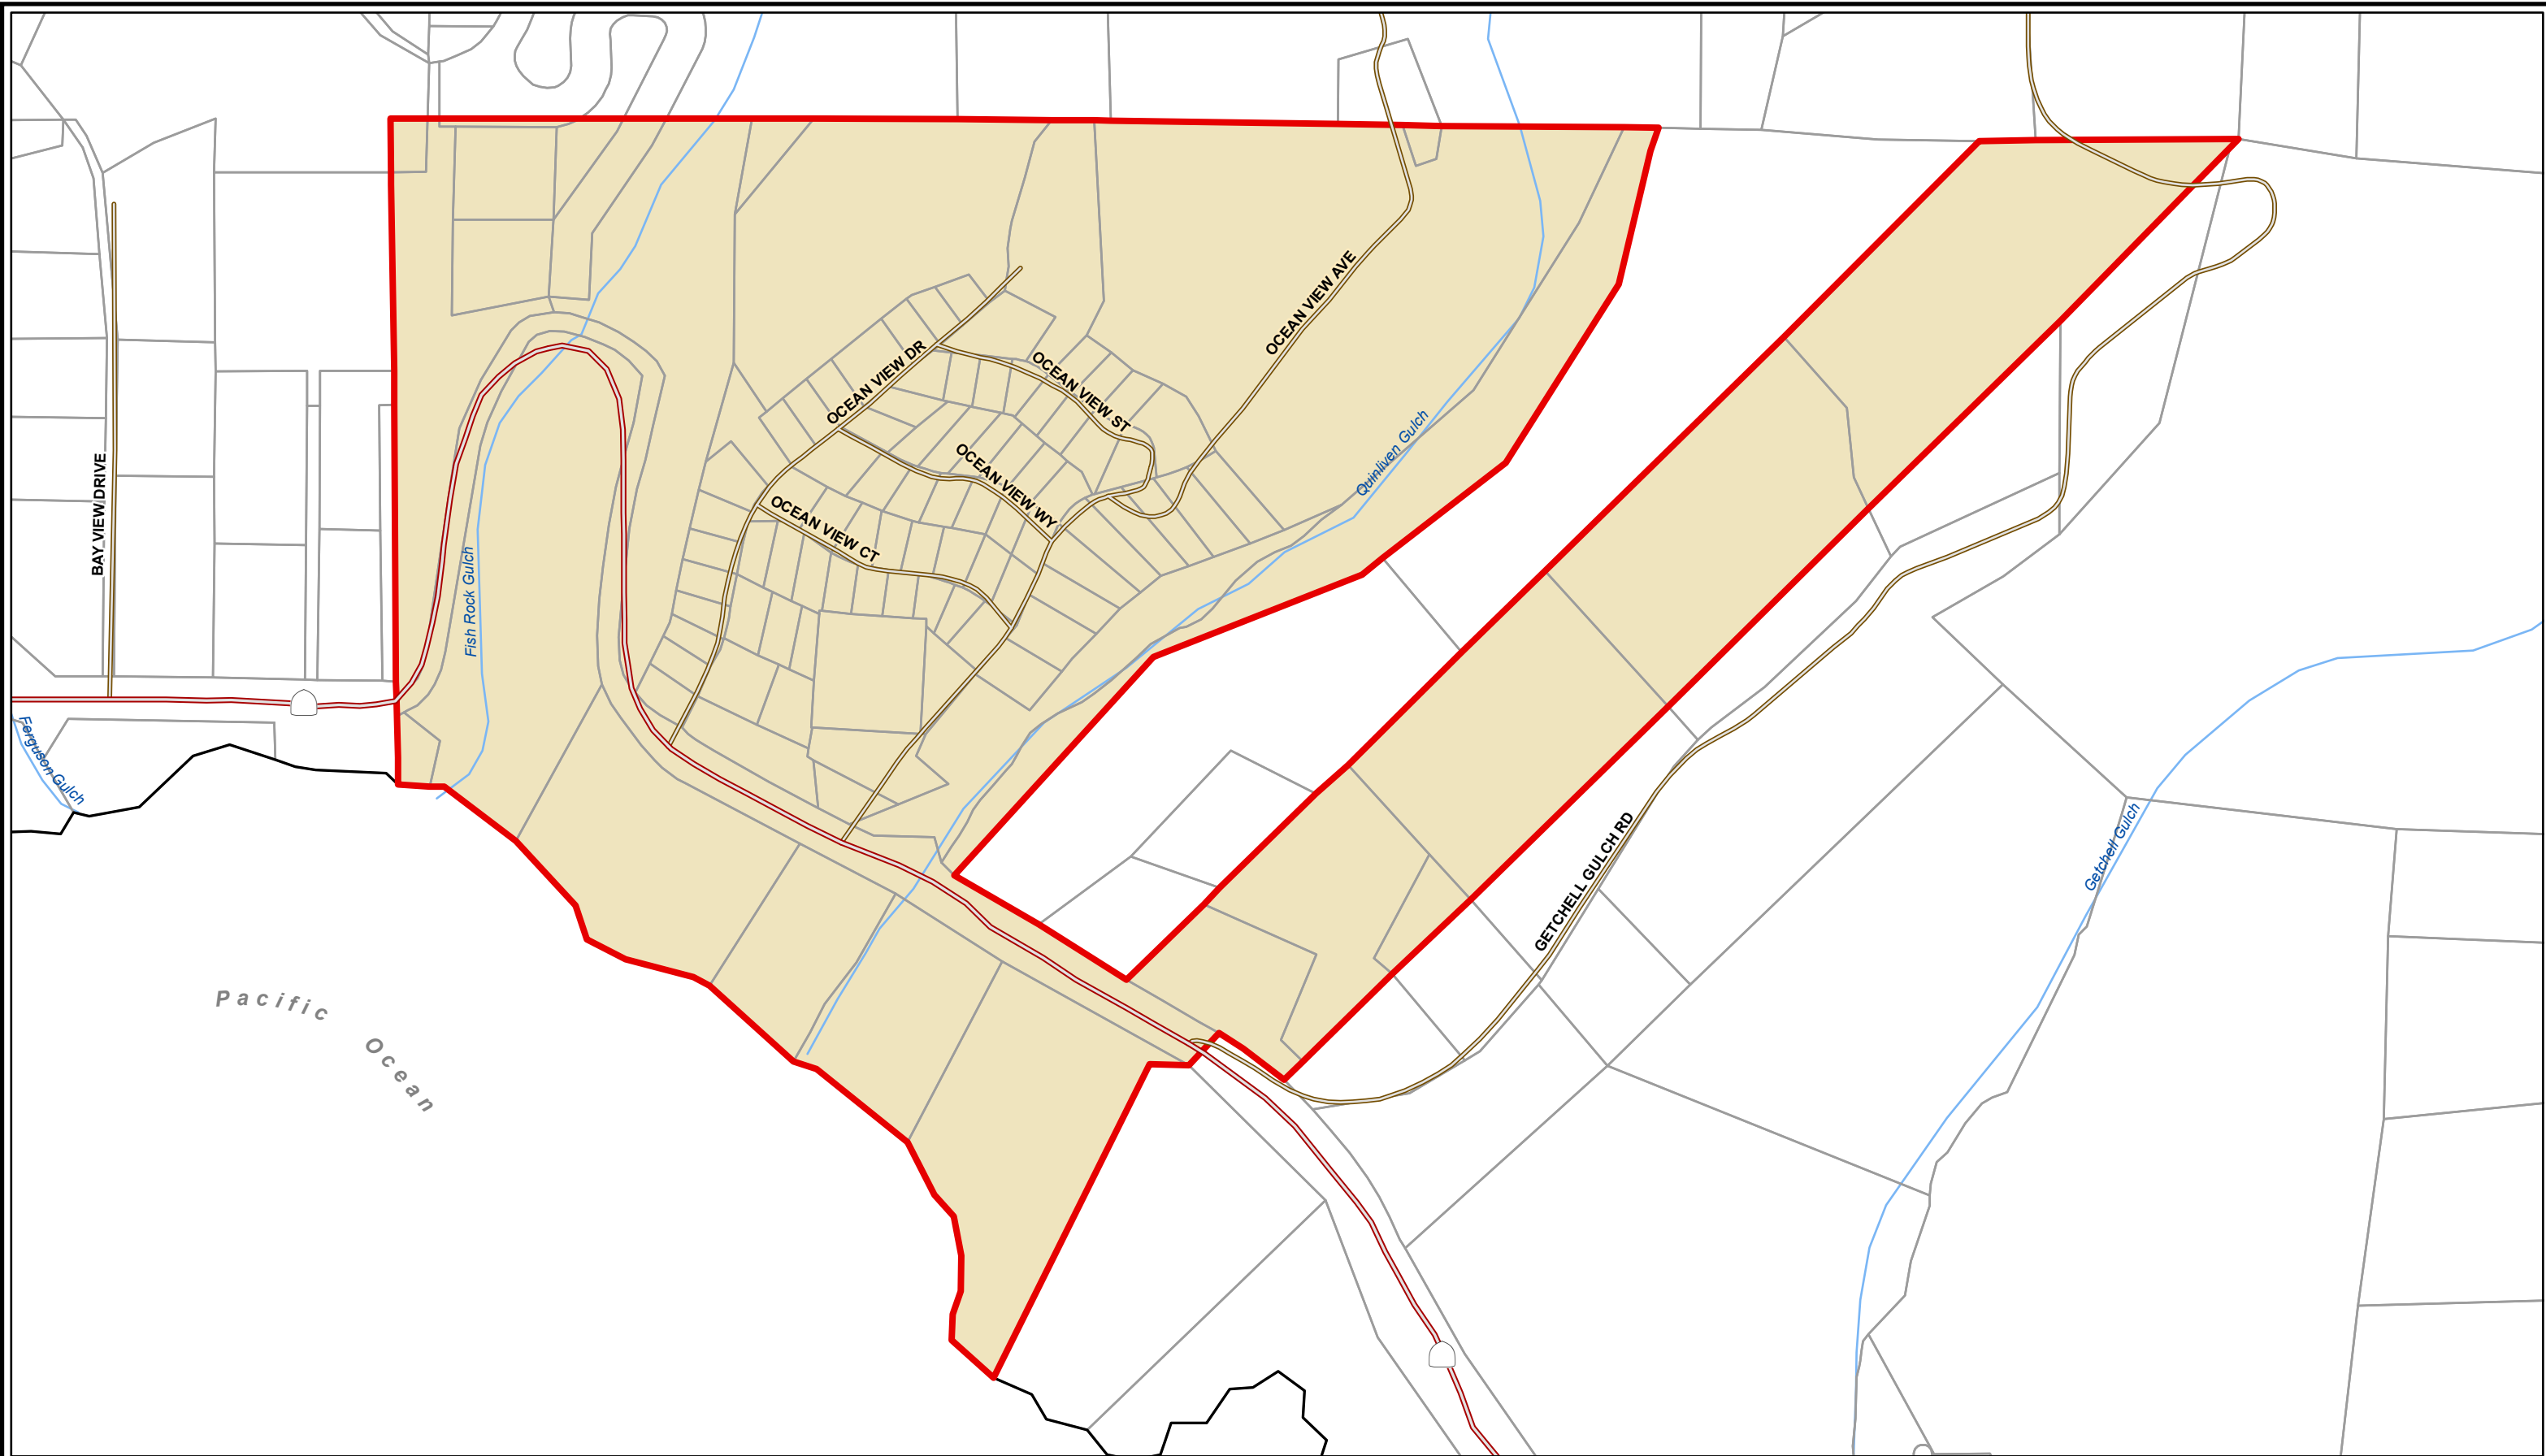 OCEAN VIEW AVE
OCEAN VIEW DR
OCEAN VIEW ST
OCEAN VIEW WY
OCEAN VIEW CT
Quinliven Gulch
BAY VIEW DRIVE
Fish Rock Gulch
Ferguson Gulch
GETCHELL GULCH RD
Getchell Gulch
Pacific Ocean